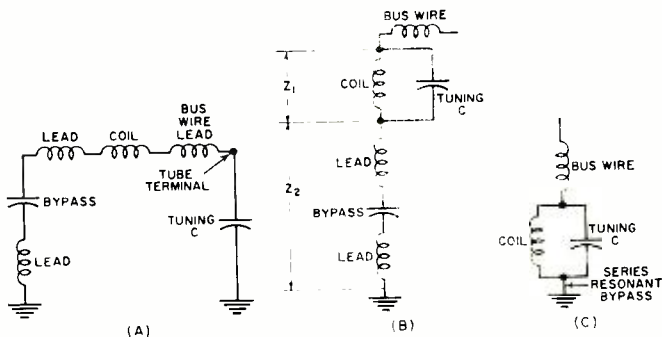 LEAD
COIL
BUS
WIRE
LEAD
TUBE
TERMINAL
BYPASS
TUNING
C
LEAD
(A)
BUS WIRE
Z1
COIL
TUNING
C
Z2
LEAD
BYPASS
LEAD
(B)
BUS WIRE
COIL
TUNING
C
SERIES
RESONANT
BYPASS
(C)